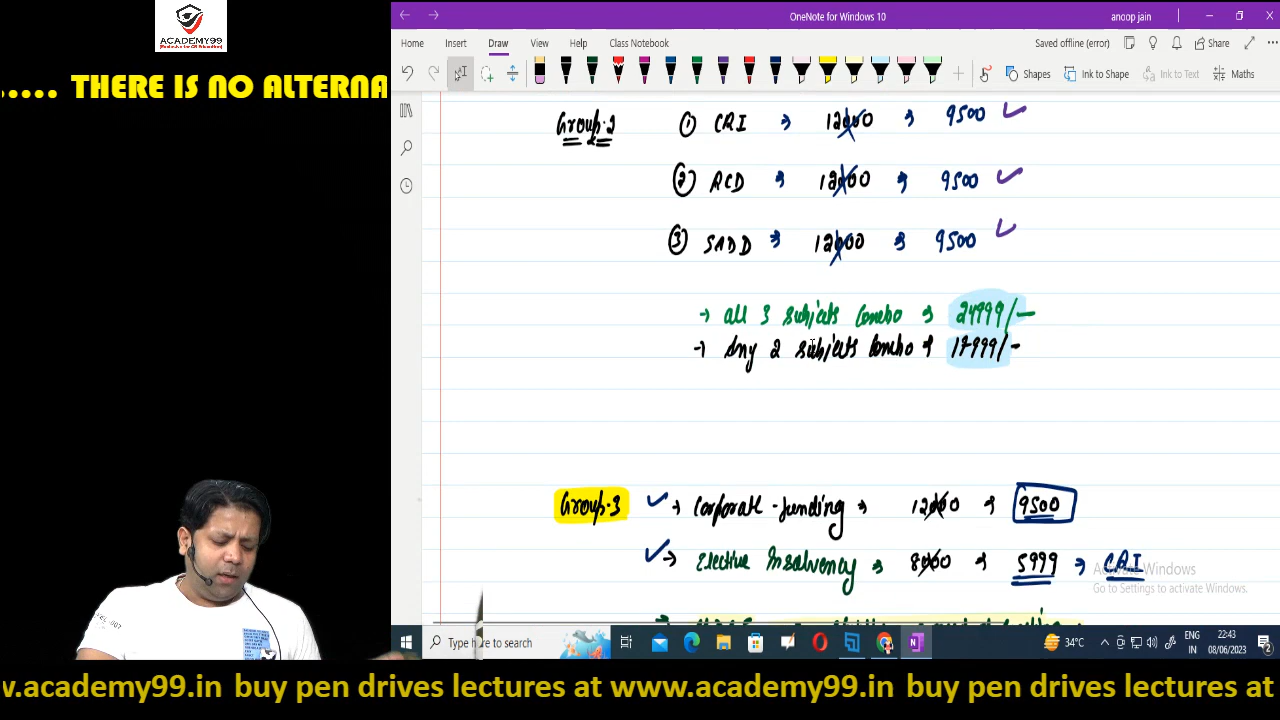 ACADEMY99
..... THERE IS NO ALTERNA
OneNote for Windows 10
anoop jain
Home Insert Draw View Help Class Notebook
Saved offline (error)
Share
Shapes
Ink to Shape
Ink to Text
Maths
Group-2
① CRI → 12000 → 9500 ✓
② RCD → 12000 → 9500 ✓
③ SADD → 12000 → 9500 ✓
→ all 3 subjects Combo → 24999/-
→ Any 2 subjects Combo → 17999/-
Group-3
✓ → Corporate-funding → 12000 → 9500
✓ → Elective Insolvency → 8000 → 5999 → CRI
Activate Windows
Go to Settings to activate Windows.
Type here to search
34°C
ENG
IN
22:43
08/06/2023
2
w.academy99.in buy pen drives lectures at www.academy99.in buy pen drives lectures at